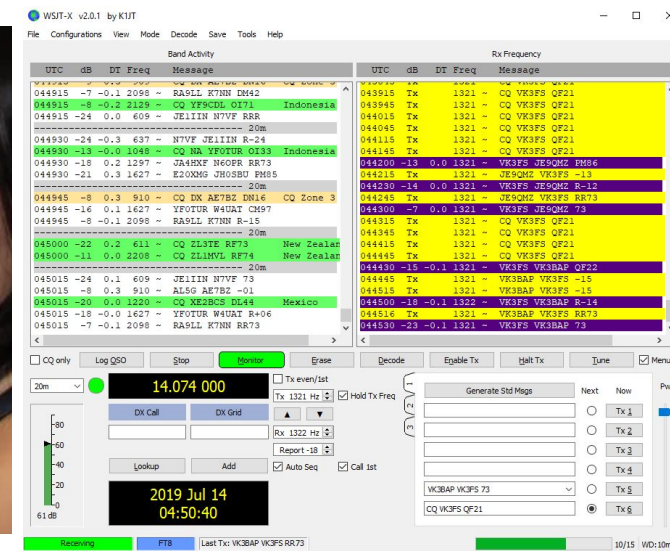 WSJT-X v2.0.1 by K1JT
File Configurations View Mode Decode Save Tools Help
Band Activity
UTC dB DT Freq Message
044915 -7 -0.1 2098 ~ RA9LL K7NN DM42
044915 -8 -0.2 2129 ~ CQ YF9CDL OI71 Indonesia
044915 -24 0.0 609 ~ JE1IIN N7VF RRR
20m
044930 -24 -0.3 637 ~ N7VF JE1IIN R-24
044930 -13 -0.0 1048 ~ CQ NA YF0TUR OI33 Indonesia
044930 -18 0.2 1297 ~ JA4HXF N6OPR RR73
044930 -21 0.3 1627 ~ E20XMG JH0SBU PM85
20m
044945 -8 0.3 910 ~ CQ DX AE7BZ DN16 CQ Zone 3
044945 -16 0.1 1627 ~ YF0TUR W4UAT CM97
044945 -8 -0.1 2098 ~ RA9LL K7NN R-15
20m
045000 -22 0.2 611 ~ CQ ZL3TE RF73 New Zealan
045000 -11 0.0 2208 ~ CQ ZL1MVL RF74 New Zealan
20m
045015 -24 0.1 609 ~ JE1IIN N7VF 73
045015 -8 0.3 910 ~ AL5G AE7BZ -01
045015 -20 0.0 1220 ~ CQ XE2BCS DL44 Mexico
045015 -18 -0.0 1627 ~ YF0TUR W4UAT R+06
045015 -7 -0.1 2098 ~ RA9LL K7NN RR73
Rx Frequency
UTC dB DT Freq Message
043915 Tx 1321 ~ CQ VK3FS QF21
043945 Tx 1321 ~ CQ VK3FS QF21
044015 Tx 1321 ~ CQ VK3FS QF21
044045 Tx 1321 ~ CQ VK3FS QF21
044115 Tx 1321 ~ CQ VK3FS QF21
044145 Tx 1321 ~ CQ VK3FS QF21
044200 -13 0.0 1321 ~ VK3FS JE9QMZ PM86
044215 Tx 1321 ~ JE9QMZ VK3FS -13
044230 -14 0.0 1321 ~ VK3FS JE9QMZ R-12
044245 Tx 1321 ~ JE9QMZ VK3FS RR73
044300 -7 0.0 1321 ~ VK3FS JE9QMZ 73
044315 Tx 1321 ~ CQ VK3FS QF21
044345 Tx 1321 ~ CQ VK3FS QF21
044415 Tx 1321 ~ CQ VK3FS QF21
044445 Tx 1321 ~ CQ VK3FS QF21
044430 -15 -0.1 1321 ~ VK3FS VK3BAP QF22
044445 Tx 1321 ~ VK3BAP VK3FS -15
044515 Tx 1321 ~ VK3BAP VK3FS -15
044500 -18 -0.1 1322 ~ VK3FS VK3BAP R-14
044516 Tx 1321 ~ VK3BAP VK3FS RR73
044530 -23 -0.1 1321 ~ VK3FS VK3BAP 73
CQ only Log QSO Stop Monitor Erase Decode Enable Tx Halt Tx Tune Menu
20m
14.074 000
Tx even/1st
Tx 1321 Hz Hold Tx Freq
DX Call DX Grid
Rx 1322 Hz
Report -18
Lookup Add
Auto Seq Call 1st
2019 Jul 14
04:50:40
-80
-60
-40
-20
-0
61 dB
1
2
3
Generate Std Msgs Next Now Pw
Tx 1
Tx 2
Tx 3
Tx 4
VK3BAP VK3FS 73 Tx 5
CQ VK3FS QF21 Tx 6
Receiving FT8 Last Tx: VK3BAP VK3FS RR73 10/15 WD:10m